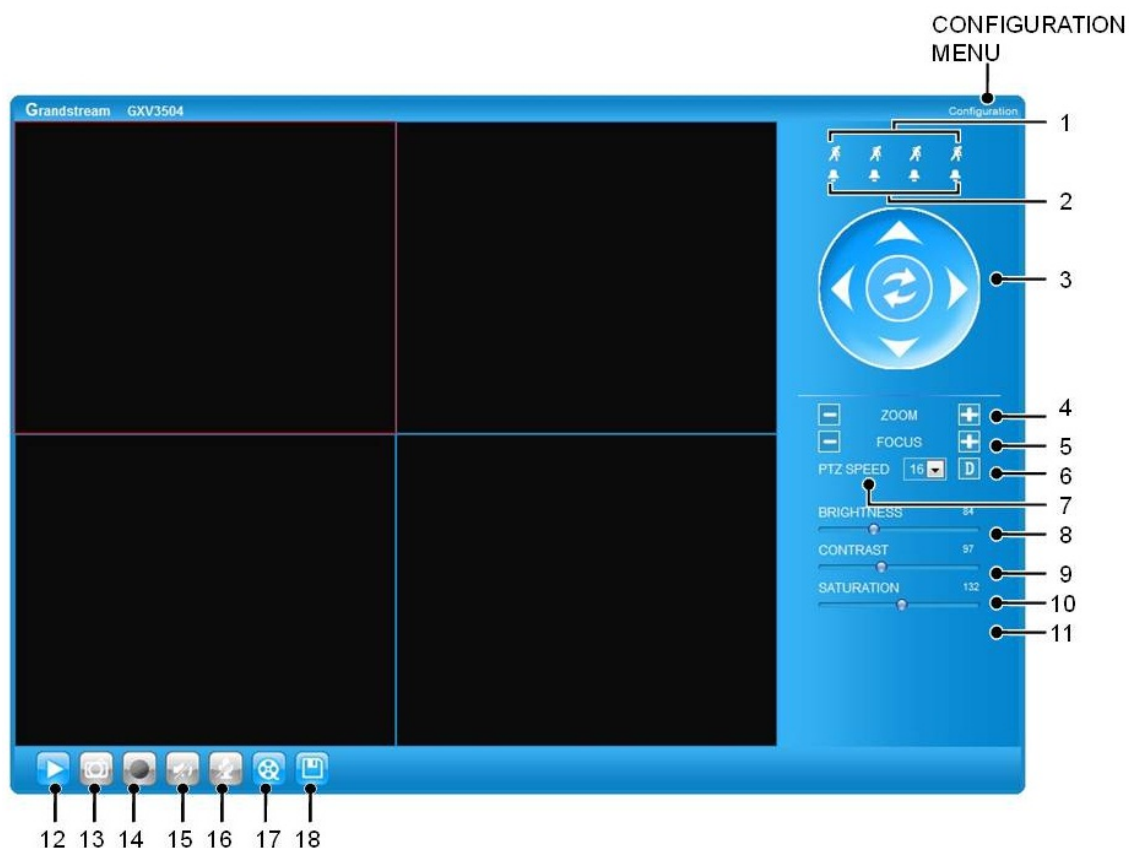 CONFIGURATION
MENU
Grandstream GXV3504
Configuration
1
2
3
ZOOM
4
FOCUS
5
PTZ SPEED 16 D
6
7
BRIGHTNESS 84
8
CONTRAST 97
9
SATURATION 132
10
11
12 13 14 15 16 17 18